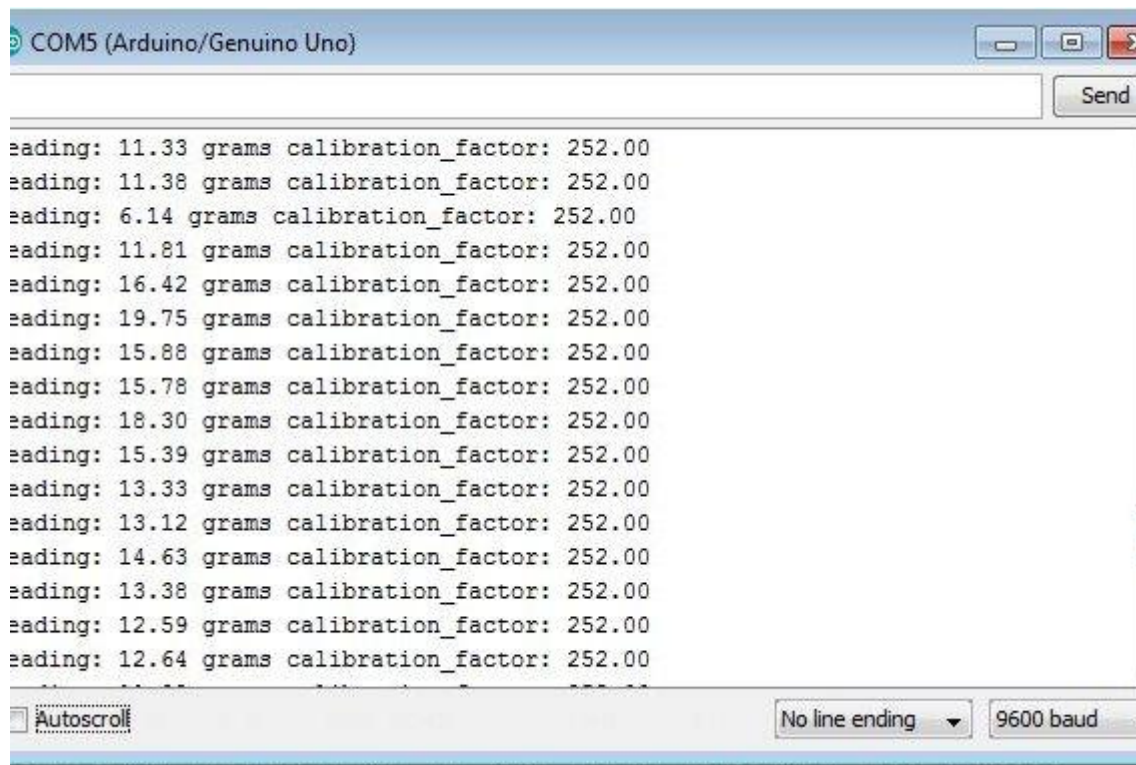 COM5 (Arduino/Genuino Uno)
Send
eading: 11.33 grams calibration_factor: 252.00
eading: 11.38 grams calibration_factor: 252.00
eading: 6.14 grams calibration_factor: 252.00
eading: 11.81 grams calibration_factor: 252.00
eading: 16.42 grams calibration_factor: 252.00
eading: 19.75 grams calibration_factor: 252.00
eading: 15.88 grams calibration_factor: 252.00
eading: 15.78 grams calibration_factor: 252.00
eading: 18.30 grams calibration_factor: 252.00
eading: 15.39 grams calibration_factor: 252.00
eading: 13.33 grams calibration_factor: 252.00
eading: 13.12 grams calibration_factor: 252.00
eading: 14.63 grams calibration_factor: 252.00
eading: 13.38 grams calibration_factor: 252.00
eading: 12.59 grams calibration_factor: 252.00
eading: 12.64 grams calibration_factor: 252.00
Autoscroll
No line ending
9600 baud